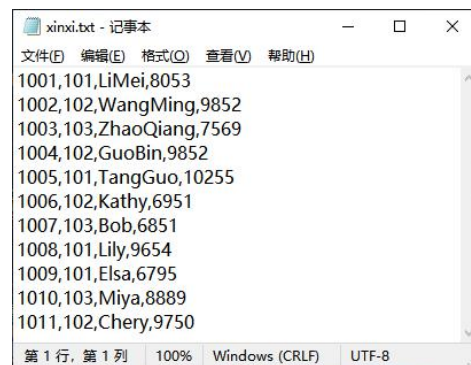 xinxi.txt - 记事本
文件(F) 编辑(E) 格式(O) 查看(V) 帮助(H)
1001,101,LiMei,8053
1002,102,WangMing,9852
1003,103,ZhaoQiang,7569
1004,102,GuoBin,9852
1005,101,TangGuo,10255
1006,102,Kathy,6951
1007,103,Bob,6851
1008,101,Lily,9654
1009,101,Elsa,6795
1010,103,Miya,8889
1011,102,Chery,9750
第 1 行，第 1 列 100% Windows (CRLF) UTF-8